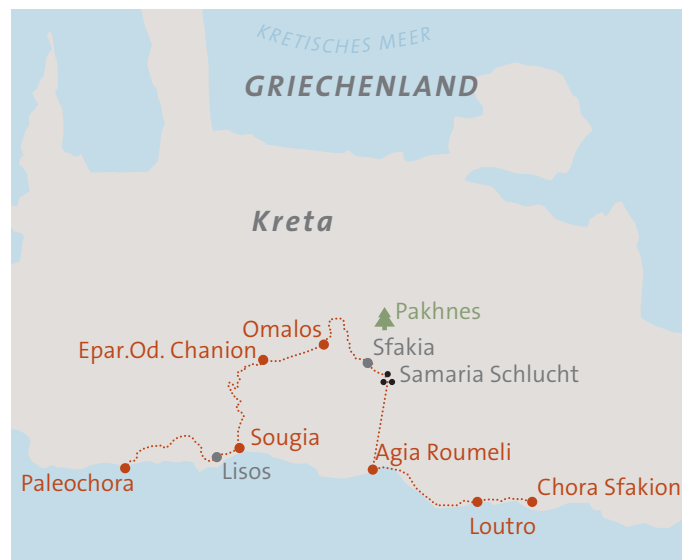 KRETISCHES MEER
GRIECHENLAND
Kreta
Pakhnes
Omalos
Sfakia
Epar.Od. Chanion
Samaria Schlucht
Sougia
Agia Roumeli
Lisos
Paleochora
Chora Sfakion
Loutro